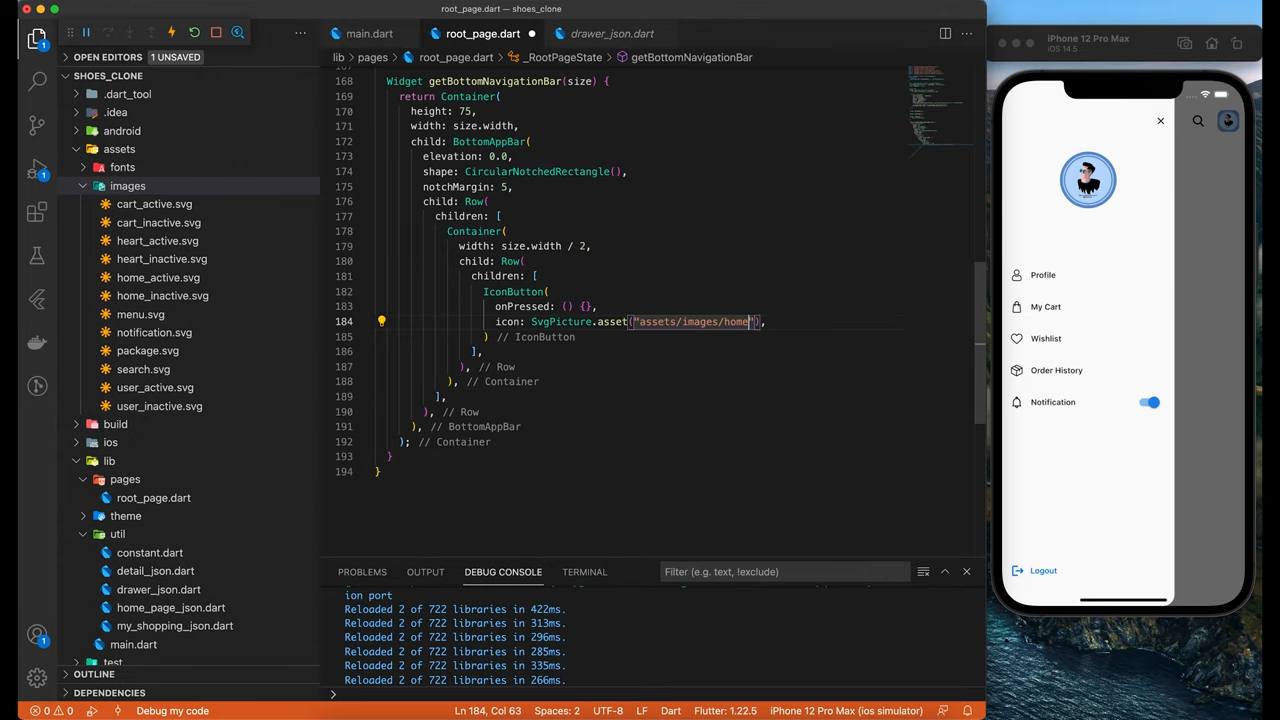 root_page.dart — shoes_clone
main.dart
root_page.dart
drawer_json.dart
lib > pages > root_page.dart > _RootPageState > getBottomNavigationBar
OPEN EDITORS 1 UNSAVED
SHOES_CLONE
.dart_tool
.idea
android
assets
fonts
images
cart_active.svg
cart_inactive.svg
heart_active.svg
heart_inactive.svg
home_active.svg
home_inactive.svg
menu.svg
notification.svg
package.svg
search.svg
user_active.svg
user_inactive.svg
build
ios
lib
pages
root_page.dart
theme
util
constant.dart
detail_json.dart
drawer_json.dart
home_page_json.dart
my_shopping_json.dart
main.dart
test
OUTLINE
DEPENDENCIES
168 Widget getBottomNavigationBar(size) {
169 return Container(
170 height: 75,
171 width: size.width,
172 child: BottomAppBar(
173 elevation: 0.0,
174 shape: CircularNotchedRectangle(),
175 notchMargin: 5,
176 child: Row(
177 children: [
178 Container(
179 width: size.width / 2,
180 child: Row(
181 children: [
182 IconButton(
183 onPressed: () {},
184 icon: SvgPicture.asset("assets/images/home"),
185 ) // IconButton
186 ],
187 ), // Row
188 ), // Container
189 ],
190 ), // Row
191 ), // BottomAppBar
192 ); // Container
193 }
194 }
PROBLEMS OUTPUT DEBUG CONSOLE TERMINAL
Filter (e.g. text, !exclude)
ion port
Reloaded 2 of 722 libraries in 422ms.
Reloaded 2 of 722 libraries in 313ms.
Reloaded 2 of 722 libraries in 296ms.
Reloaded 2 of 722 libraries in 285ms.
Reloaded 2 of 722 libraries in 335ms.
Reloaded 2 of 722 libraries in 266ms.
0 0 Debug my code
Ln 184, Col 63 Spaces: 2 UTF-8 LF Dart Flutter: 1.22.5 iPhone 12 Pro Max (ios simulator)
iPhone 12 Pro Max
iOS 14.5
Profile
My Cart
Wishlist
Order History
Notification
Logout